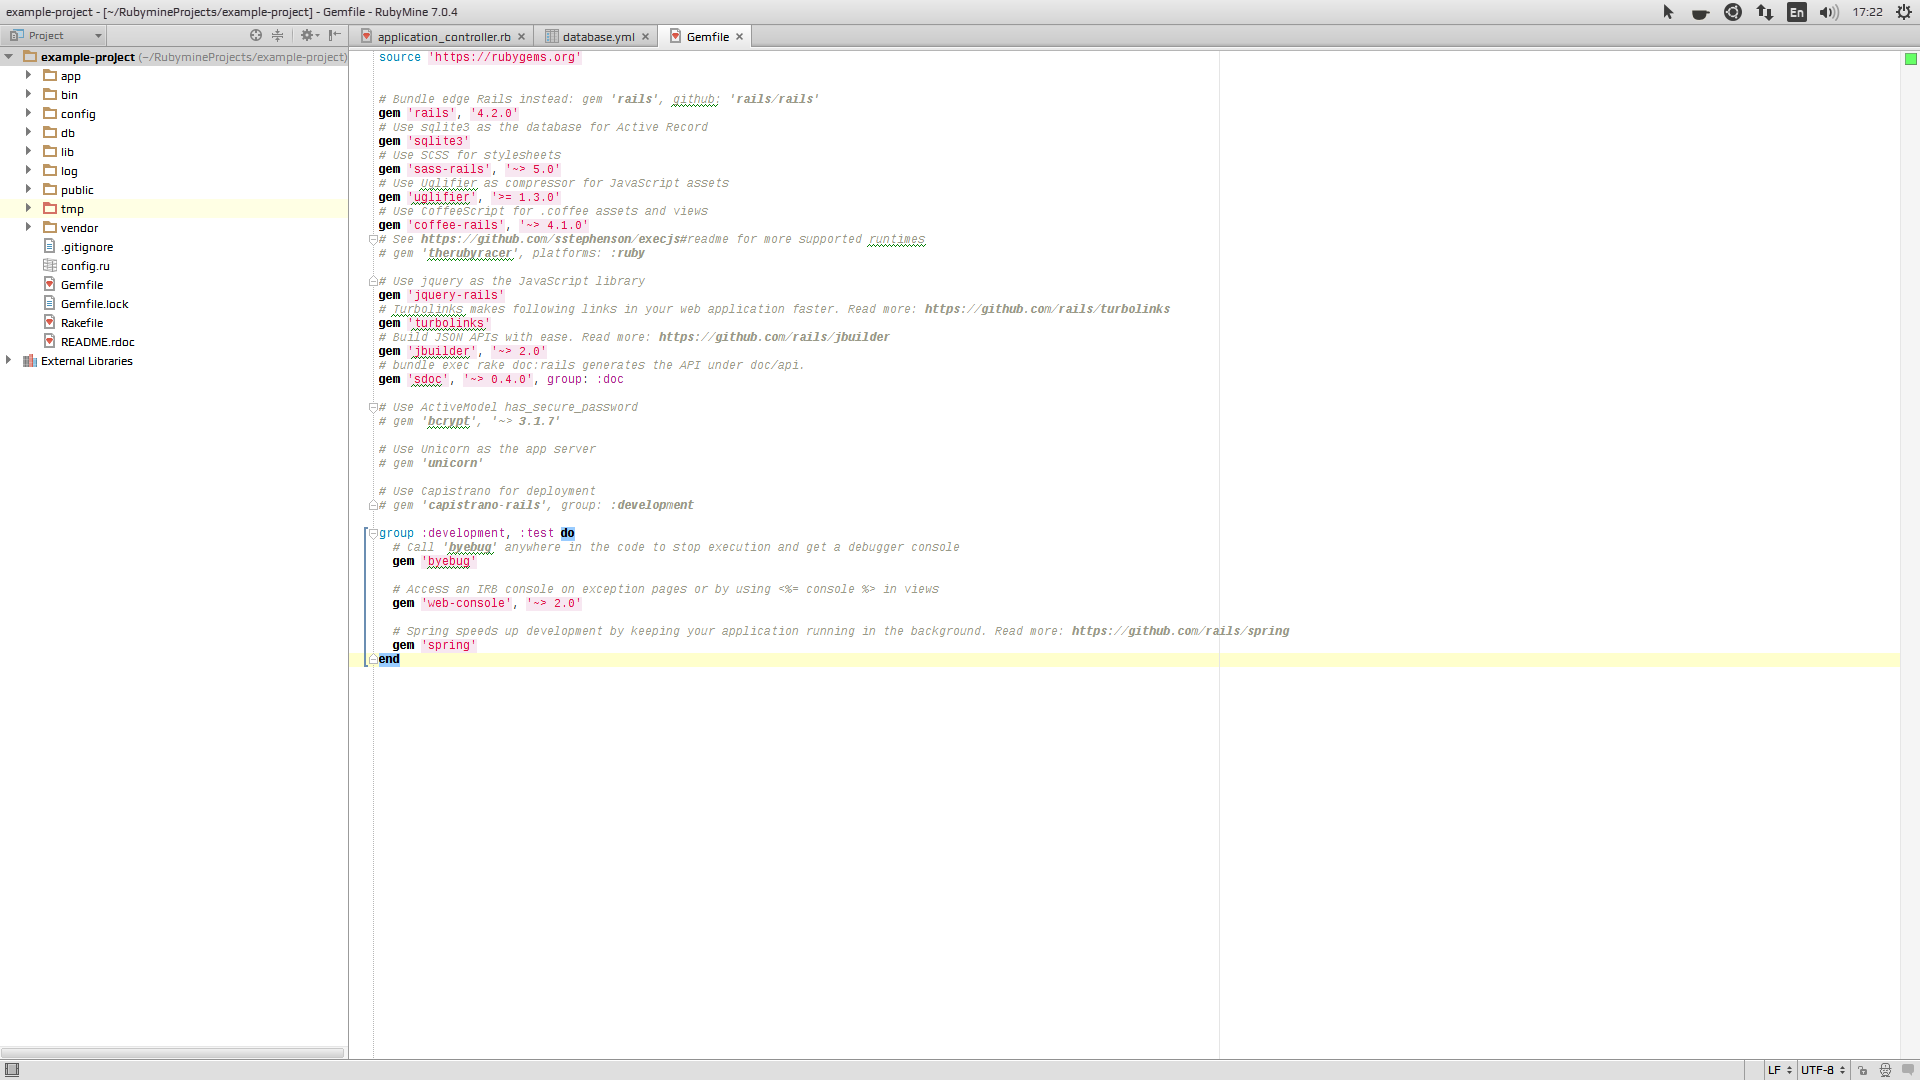 example-project - [~/RubymineProjects/example-project] - Gemfile - RubyMine 7.0.4
En
17:22
Project
application_controller.rb
database.yml
Gemfile
example-project (~/RubymineProjects/example-project)
app
bin
config
db
lib
log
public
tmp
vendor
.gitignore
config.ru
Gemfile
Gemfile.lock
Rakefile
README.rdoc
External Libraries
source 'https://rubygems.org'
# Bundle edge Rails instead: gem 'rails', github: 'rails/rails'
gem 'rails', '4.2.0'
# Use sqlite3 as the database for Active Record
gem 'sqlite3'
# Use SCSS for stylesheets
gem 'sass-rails', '~> 5.0'
# Use Uglifier as compressor for JavaScript assets
gem 'uglifier', '>= 1.3.0'
# Use CoffeeScript for .coffee assets and views
gem 'coffee-rails', '~> 4.1.0'
# See https://github.com/sstephenson/execjs#readme for more supported runtimes
# gem 'therubyracer', platforms: :ruby
# Use jquery as the JavaScript library
gem 'jquery-rails'
# Turbolinks makes following links in your web application faster. Read more: https://github.com/rails/turbolinks
gem 'turbolinks'
# Build JSON APIs with ease. Read more: https://github.com/rails/jbuilder
gem 'jbuilder', '~> 2.0'
# bundle exec rake doc:rails generates the API under doc/api.
gem 'sdoc', '~> 0.4.0', group: :doc
# Use ActiveModel has_secure_password
# gem 'bcrypt', '~> 3.1.7'
# Use Unicorn as the app server
# gem 'unicorn'
# Use Capistrano for deployment
# gem 'capistrano-rails', group: :development
group :development, :test do
# Call 'byebug' anywhere in the code to stop execution and get a debugger console
gem 'byebug'
# Access an IRB console on exception pages or by using <%= console %> in views
gem 'web-console', '~> 2.0'
# Spring speeds up development by keeping your application running in the background. Read more: https://github.com/rails/spring
gem 'spring'
end
LF
UTF-8